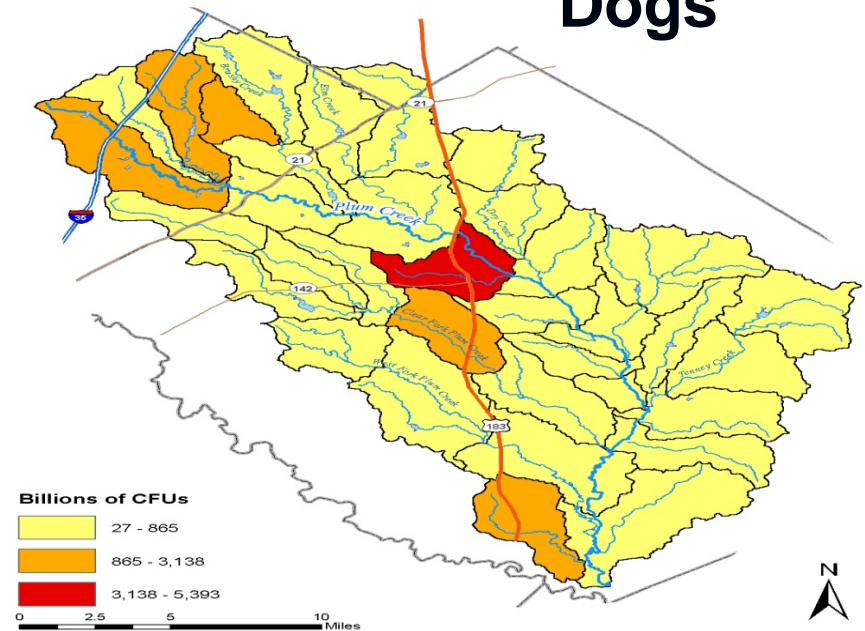 Dogs
Brushy Creek
Elm Creek
21
21
Plum Creek
Dry Creek
35
142
Clear Fork Plum Creek
West Fork Plum Creek
Tenney Creek
183
Billions of CFUs
27 - 865
865 - 3,138
3,138 - 5,393
0 2.5 5 10
Miles
N